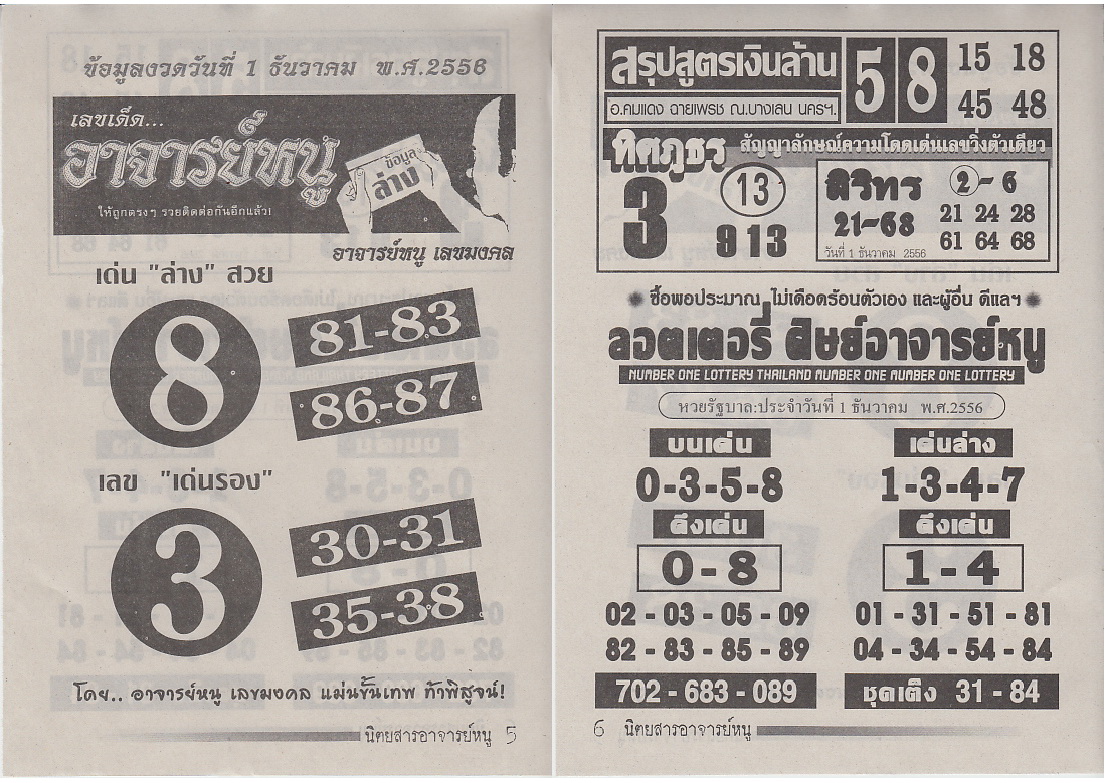 ข้อมูลงวดวันที่ 1 ธันวาคม พ.ศ.2556
เลขเด็ด...
อาจารย์หนู
ข้อมูล
ล่าง
ให้ถูกตรงๆ รวยติดต่อกันอีกแล้ว!
อาจารย์หนู เลขมงคล
เด่น "ล่าง" สวย
8
81-83
86-87
เลข "เด่นรอง"
3
30-31
35-38
โดย.. อาจารย์หนู เลขมงคล แม่นขั้นเทพ ท้าพิสูจน์!
นิตยสารอาจารย์หนู 5
สรุปสูตรเงินล้าน
อ.คมแดง ฉายเพรช ณ.บางเลน นครฯ.
5 8
15 18
45 48
ทิศภูธร สัญญาลักษณ์ความโดดเด่นเลขวิ่งตัวเดียว
3
13
913
สิวิทร
2-6
21-68
21 24 28
61 64 68
วันที่ 1 ธันวาคม 2556
ซื้อพอประมาณ ไม่เดือดร้อนตัวเอง และผู้อื่น ดีแลฯ
ลอตเตอรี่ ศิษย์อาจารย์หนู
NUMBER ONE LOTTERY THAILAND NUMBER ONE NUMBER ONE LOTTERY
หวยรัฐบาล:ประจำวันที่ 1 ธันวาคม พ.ศ.2556
บนเด่น
0-3-5-8
ดึงเด่น
0-8
02 - 03 - 05 - 09
82 - 83 - 85 - 89
702 - 683 - 089
เด่นล่าง
1-3-4-7
ดึงเด่น
1-4
01 - 31 - 51 - 81
04 - 34 - 54 - 84
ชุดเต็ง 31 - 84
6 นิตยสารอาจารย์หนู